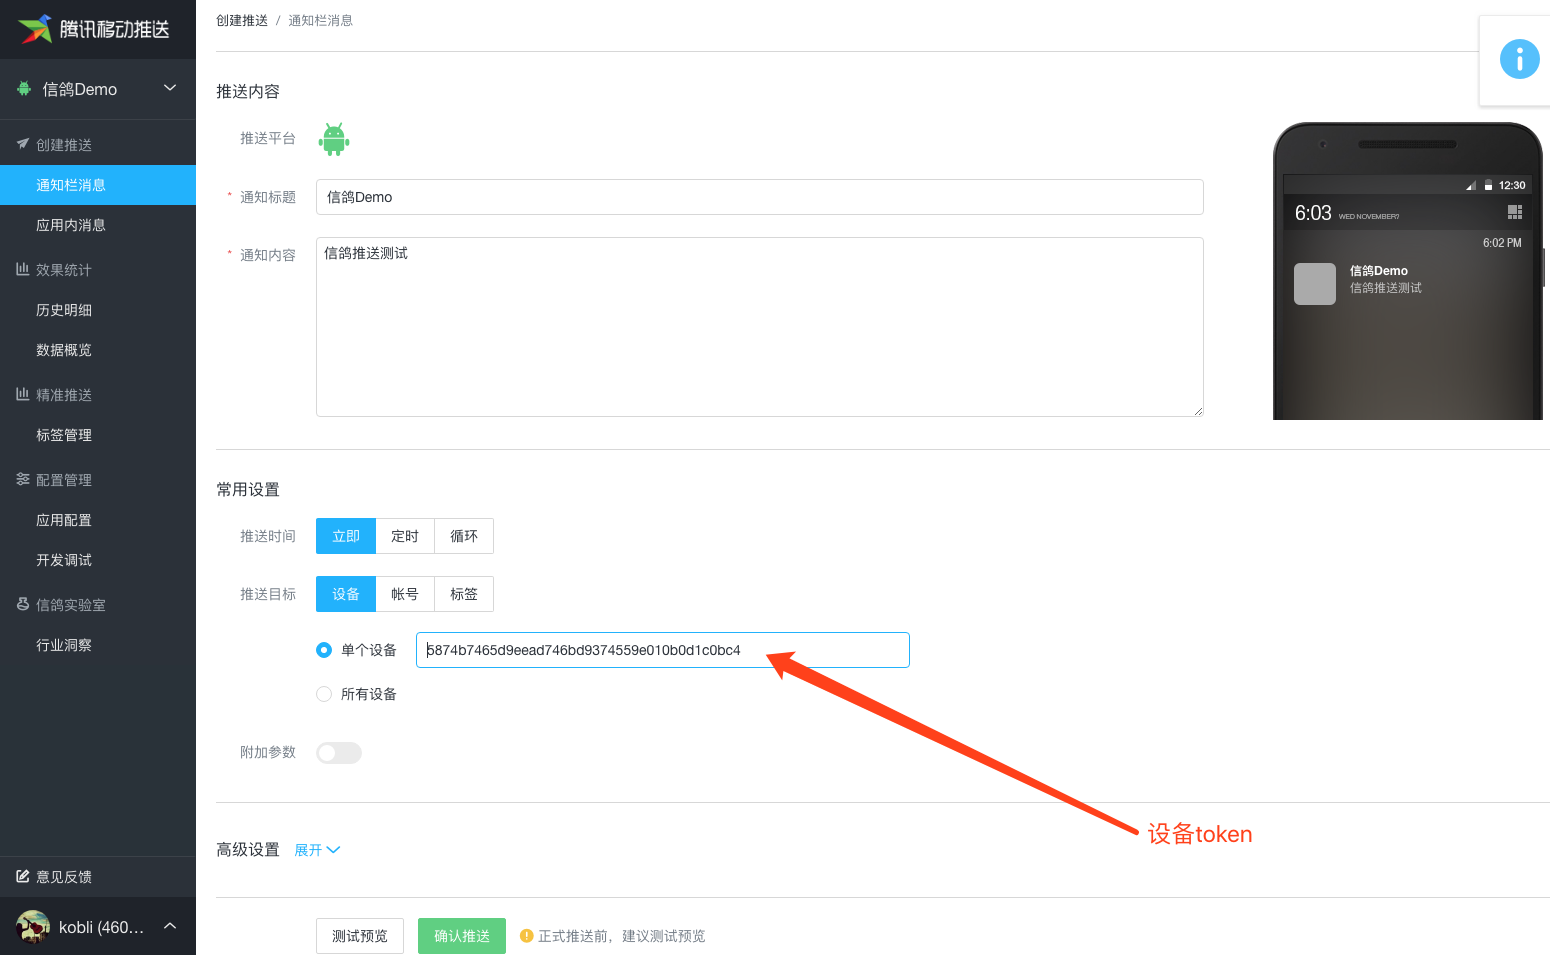 腾讯移动推送
信鸽Demo
创建推送
通知栏消息
应用内消息
效果统计
历史明细
数据概览
精准推送
标签管理
配置管理
应用配置
开发调试
信鸽实验室
行业洞察
意见反馈
kobli (460...
创建推送 / 通知栏消息
推送内容
推送平台
* 通知标题 信鸽Demo
* 通知内容 信鸽推送测试
12:30
6:03 WED NOVEMBER?
6:02 PM
信鸽Demo
信鸽推送测试
常用设置
推送时间 立即 定时 循环
推送目标 设备 帐号 标签
单个设备 5874b7465d9eead746bd9374559e010b0d1c0bc4
所有设备
附加参数
设备token
高级设置 展开
测试预览 确认推送 正式推送前，建议测试预览